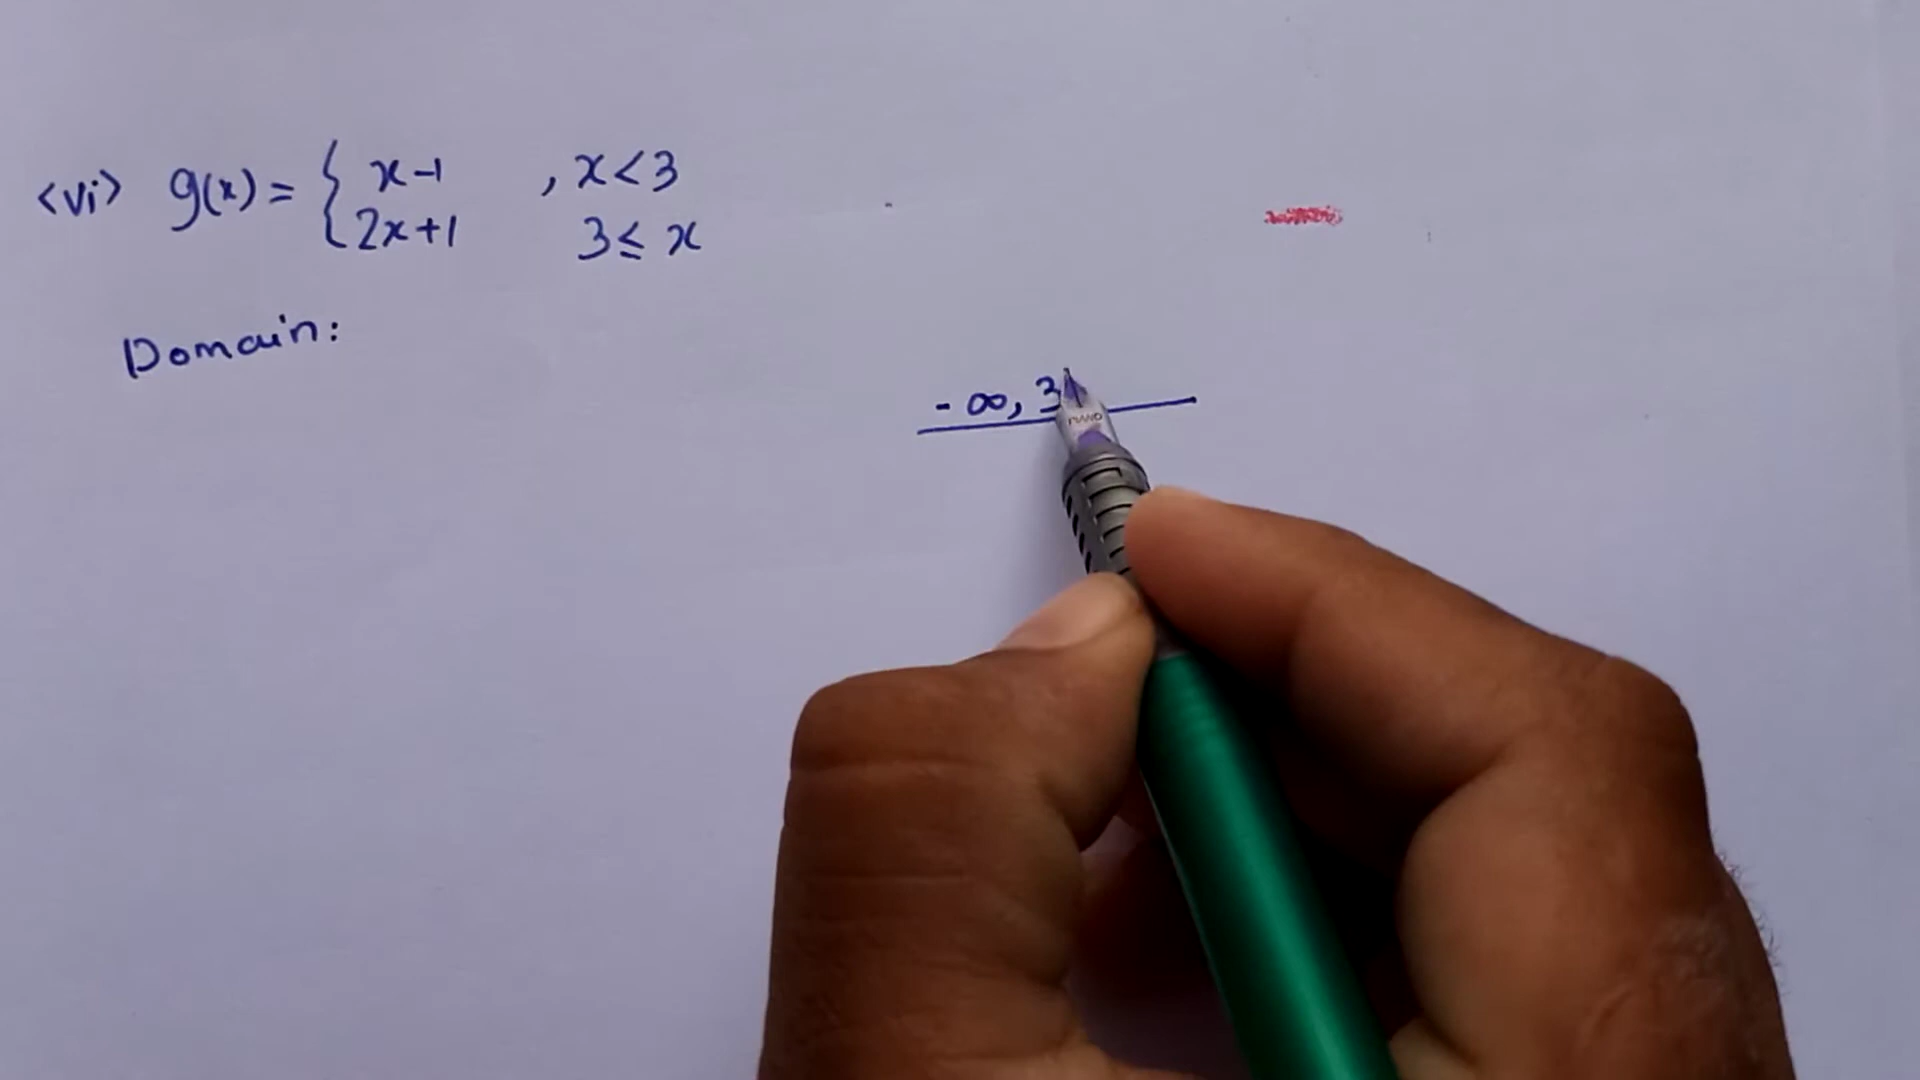 <vi> g(x) = { x-1 , x<3
2x+1 3≤ x
Domain:
- ∞, 3